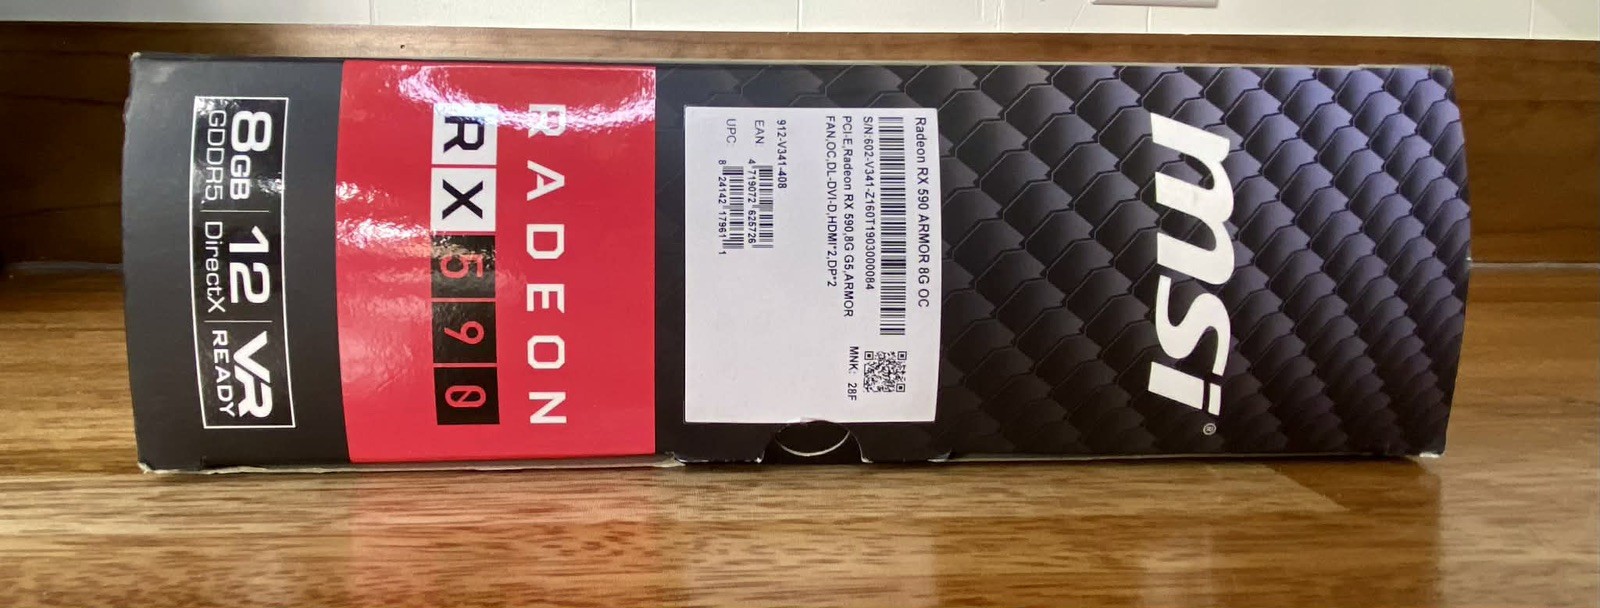 msi®
Radeon RX 590 ARMOR 8G OC
S/N:602-V341-Z160T1903000084
PCI-E,Radeon RX 590,8G G5,ARMOR
FAN,OC,DL-DVI-D,HDMI*2,DP*2
MNK: 28F
912-V341-408
EAN:
4 719072 625726
UPC:
8 24142 17961 1
RADEON
RX 590
8GB GDDR5
12 DirectX
VR READY